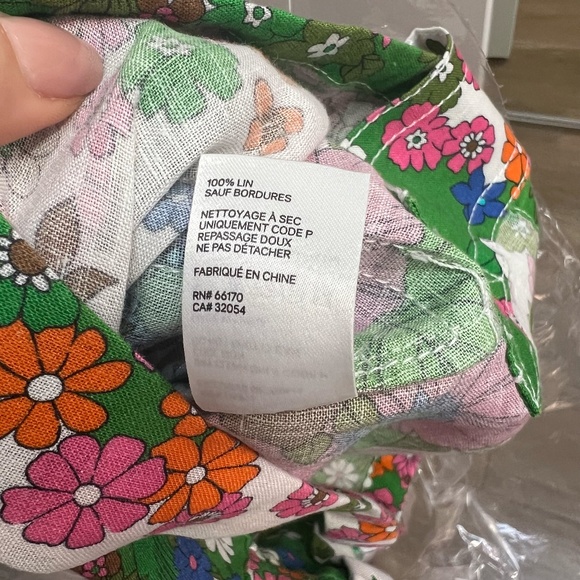 100% LIN
SAUF BORDURES
NETTOYAGE À SEC
UNIQUEMENT CODE P
REPASSAGE DOUX
NE PAS DÉTACHER
FABRIQUÉ EN CHINE
RN# 66170
CA# 32054